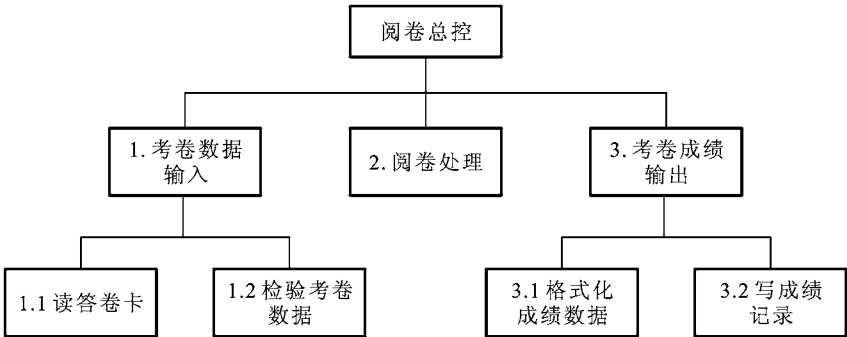 阅卷总控
1. 考卷数据
输入
2. 阅卷处理
3. 考卷成绩
输出
1.1 读答卷卡
1.2 检验考卷
数据
3.1 格式化
成绩数据
3.2 写成绩
记录